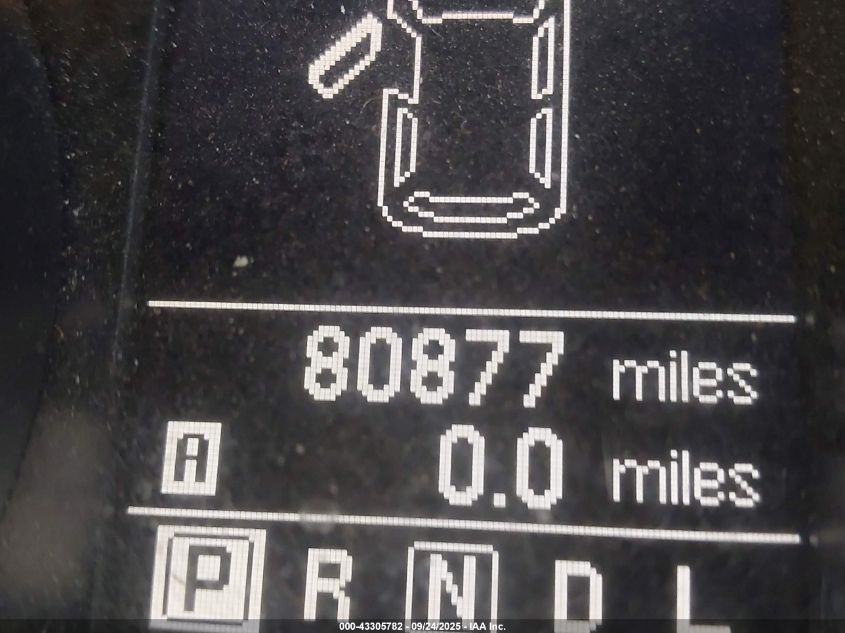 80877 miles
A 0.0 miles
P R N D L
000-43305782 - 09/24/2025 - IAA Inc.